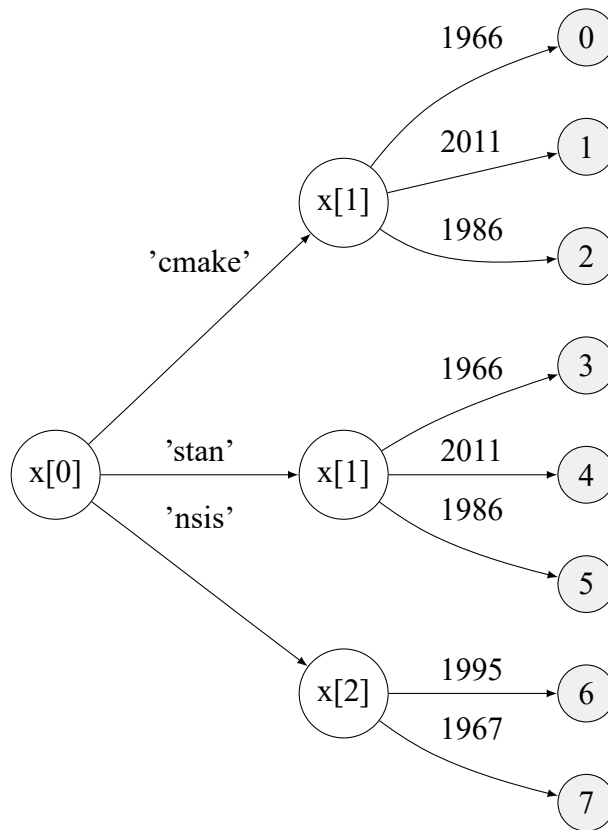 1966
0
2011
1
x[1]
1986
2
’cmake’
1966
3
x[0]
’stan’
x[1]
2011
4
’nsis’
1986
5
x[2]
1995
6
1967
7